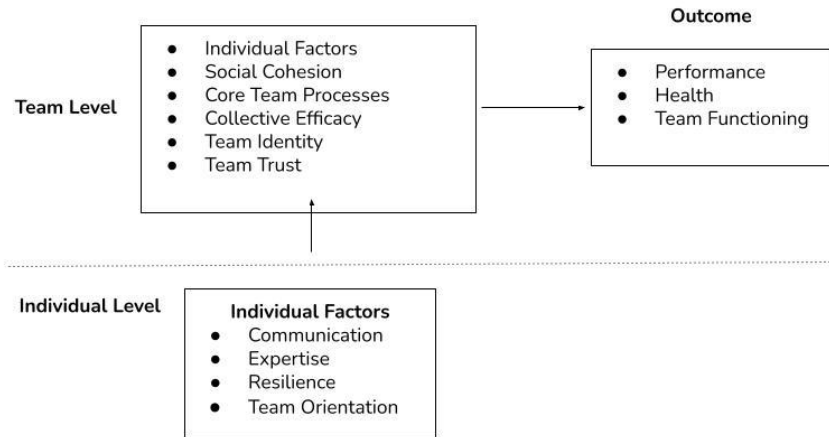 Outcome
Team Level
● Individual Factors
● Social Cohesion
● Core Team Processes
● Collective Efficacy
● Team Identity
● Team Trust
● Performance
● Health
● Team Functioning
Individual Level
Individual Factors
● Communication
● Expertise
● Resilience
● Team Orientation